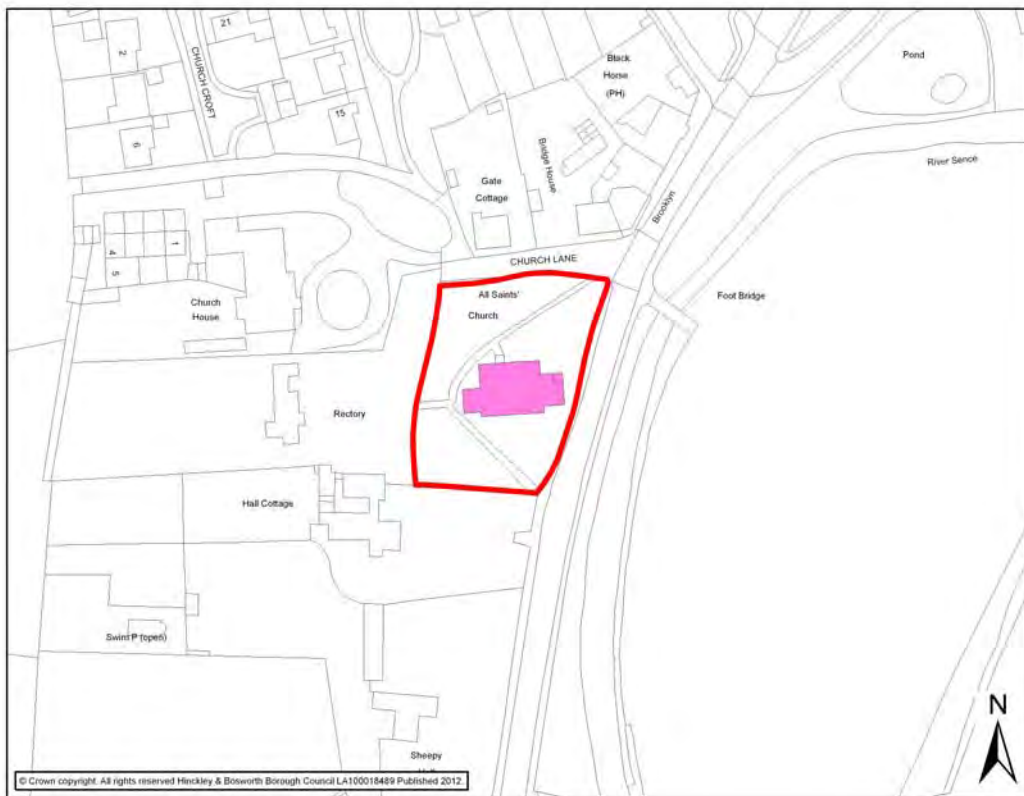 21
2
CHURCH CROFT
15
6
Black
Horse
(PH)
Pond
Bridge House
River Sence
Gate
Cottage
Brooklyn
CHURCH LANE
1
4
5
All Saints'
Church
Church
House
Foot Bridge
Rectory
Hall Cottage
Swim P (open)
Sheepy
N
© Crown copyright. All rights reserved Hinckley & Bosworth Borough Council LA100018489 Published 2012.